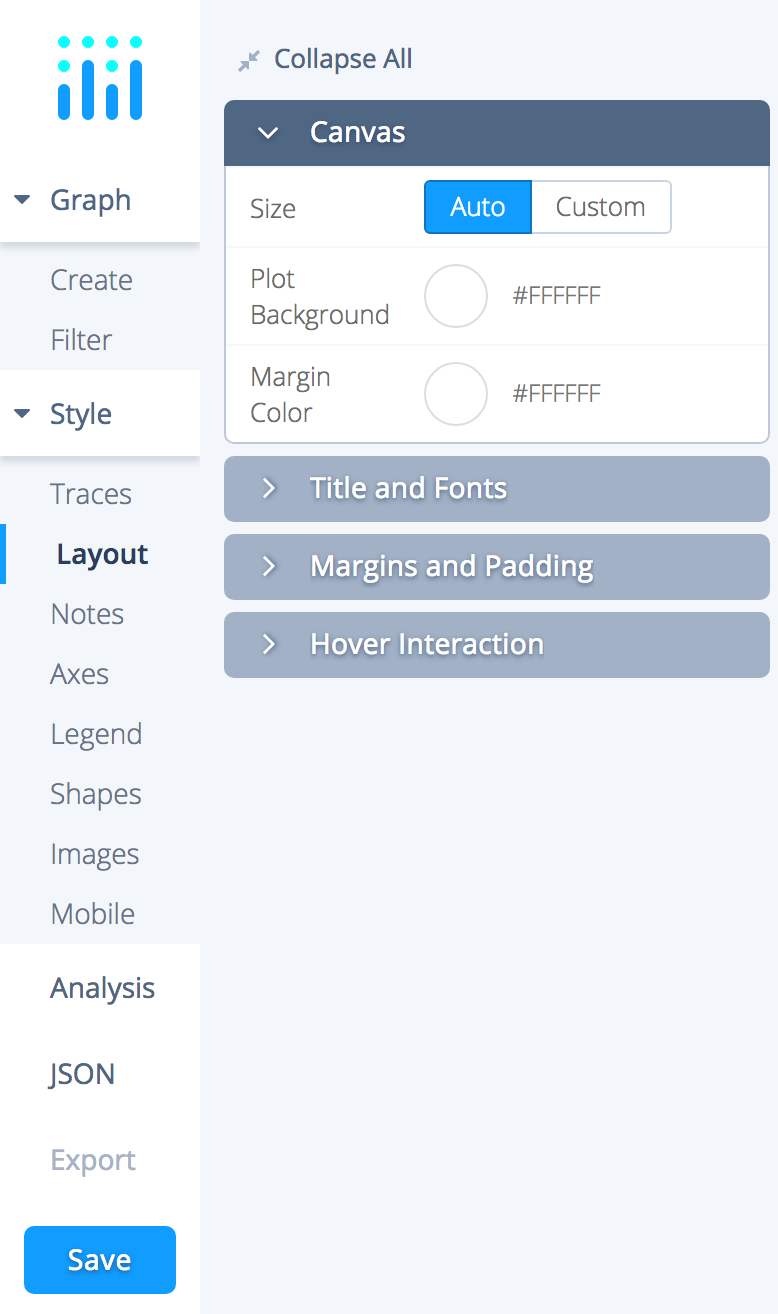 Graph
Create
Filter
Style
Traces
Layout
Notes
Axes
Legend
Shapes
Images
Mobile
Analysis
JSON
Export
Save
Collapse All
Canvas
Size Auto Custom
Plot
Background #FFFFFF
Margin
Color #FFFFFF
Title and Fonts
Margins and Padding
Hover Interaction